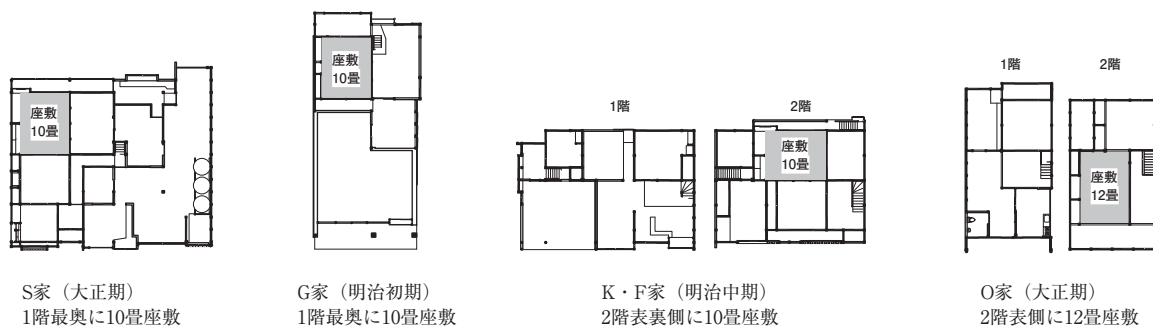 座敷
10畳
S家（大正期）
1階最奥に10畳座敷
座敷
10畳
G家（明治初期）
1階最奥に10畳座敷
1階
2階
座敷
10畳
K・F家（明治中期）
2階表裏側に10畳座敷
1階
2階
座敷
12畳
O家（大正期）
2階表側に12畳座敷